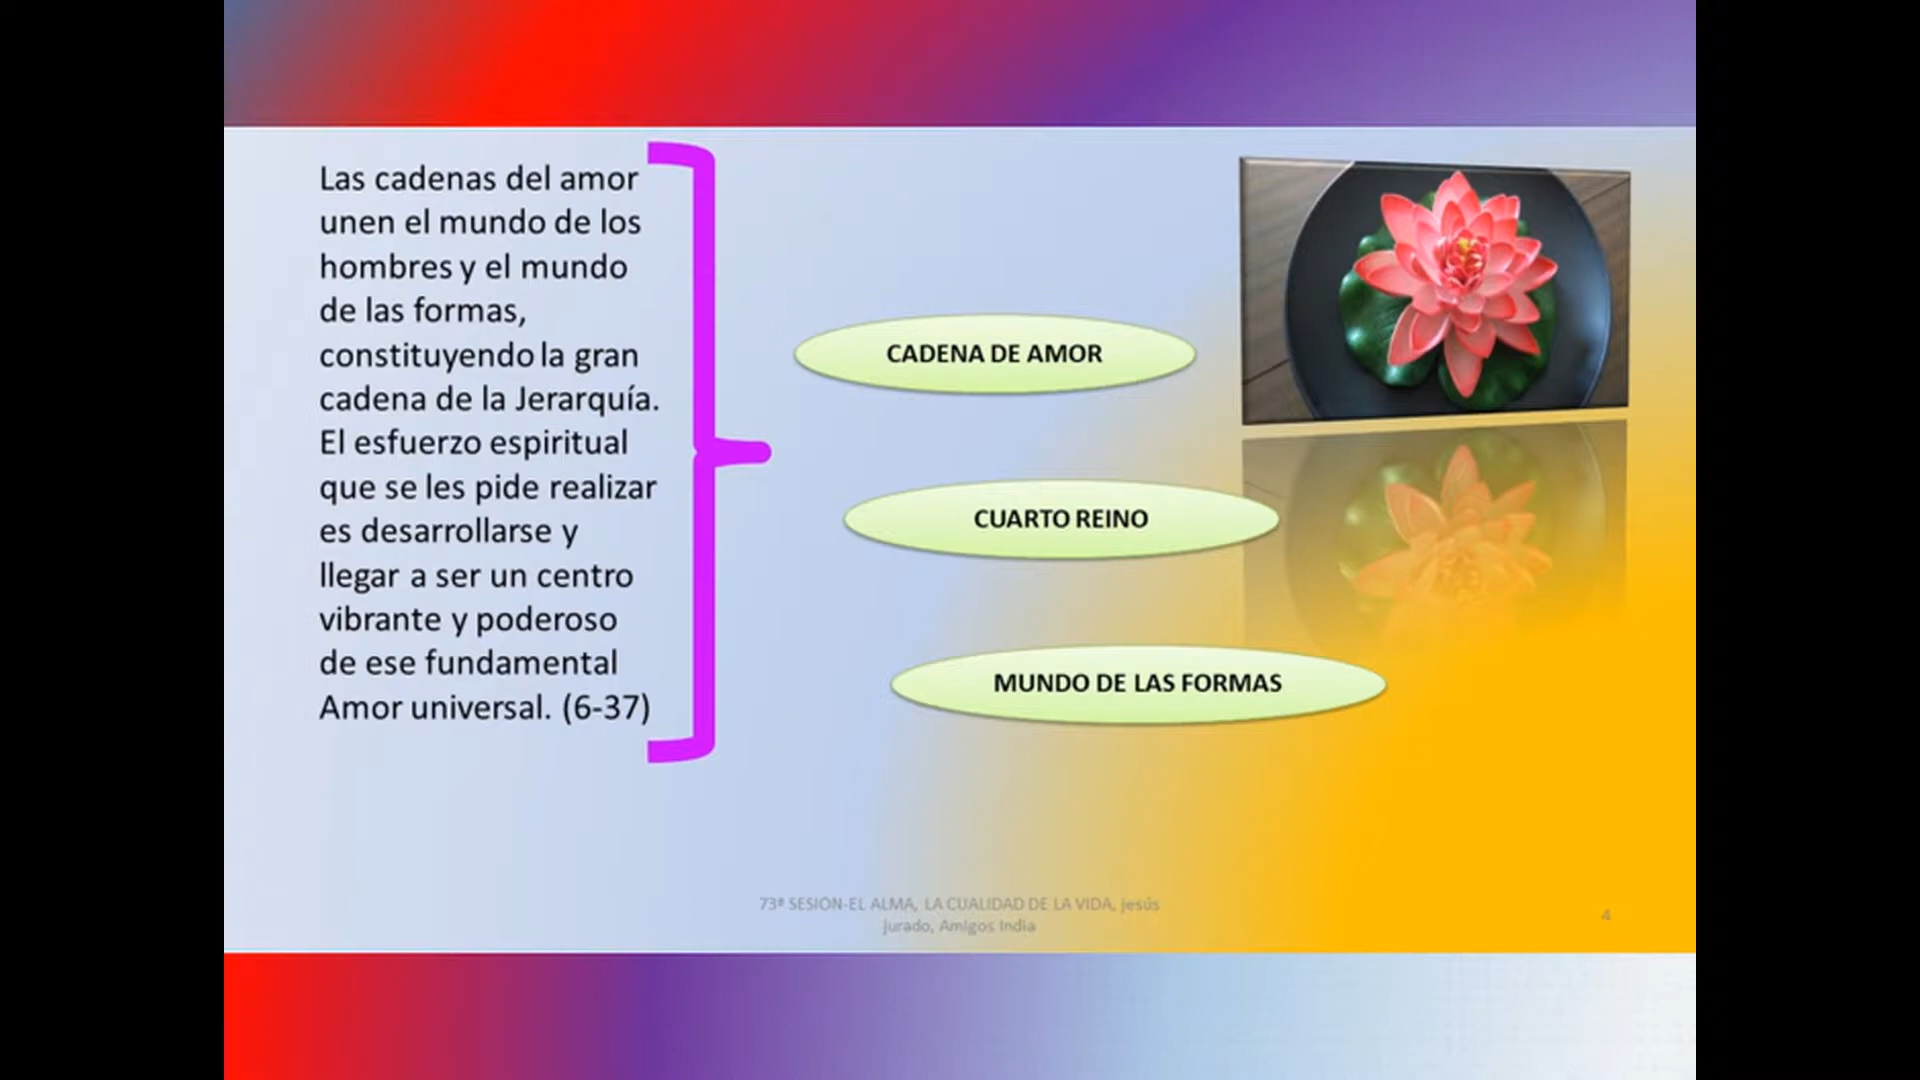 Las cadenas del amor
unen el mundo de los
hombres y el mundo
de las formas,
constituyendo la gran
cadena de la Jerarquía.
El esfuerzo espiritual
que se les pide realizar
es desarrollarse y
llegar a ser un centro
vibrante y poderoso
de ese fundamental
Amor universal. (6-37)
CADENA DE AMOR
CUARTO REINO
MUNDO DE LAS FORMAS
73ª SESION-EL ALMA, LA CUALIDAD DE LA VIDA, jesús
jurado, Amigos India
4